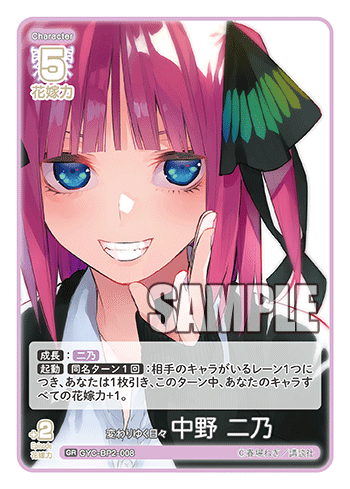 Character
5
花嫁力
SAMPLE
成長：二乃
起動 同名ターン1回：相手のキャラがいるレーン1つに
つき、あなたは1枚引き、このターン中、あなたのキャラす
べての花嫁力+1。
+2
花嫁力
変わりゆく日々 中野 二乃
GR GYC-BP2-008
©春場ねぎ／講談社